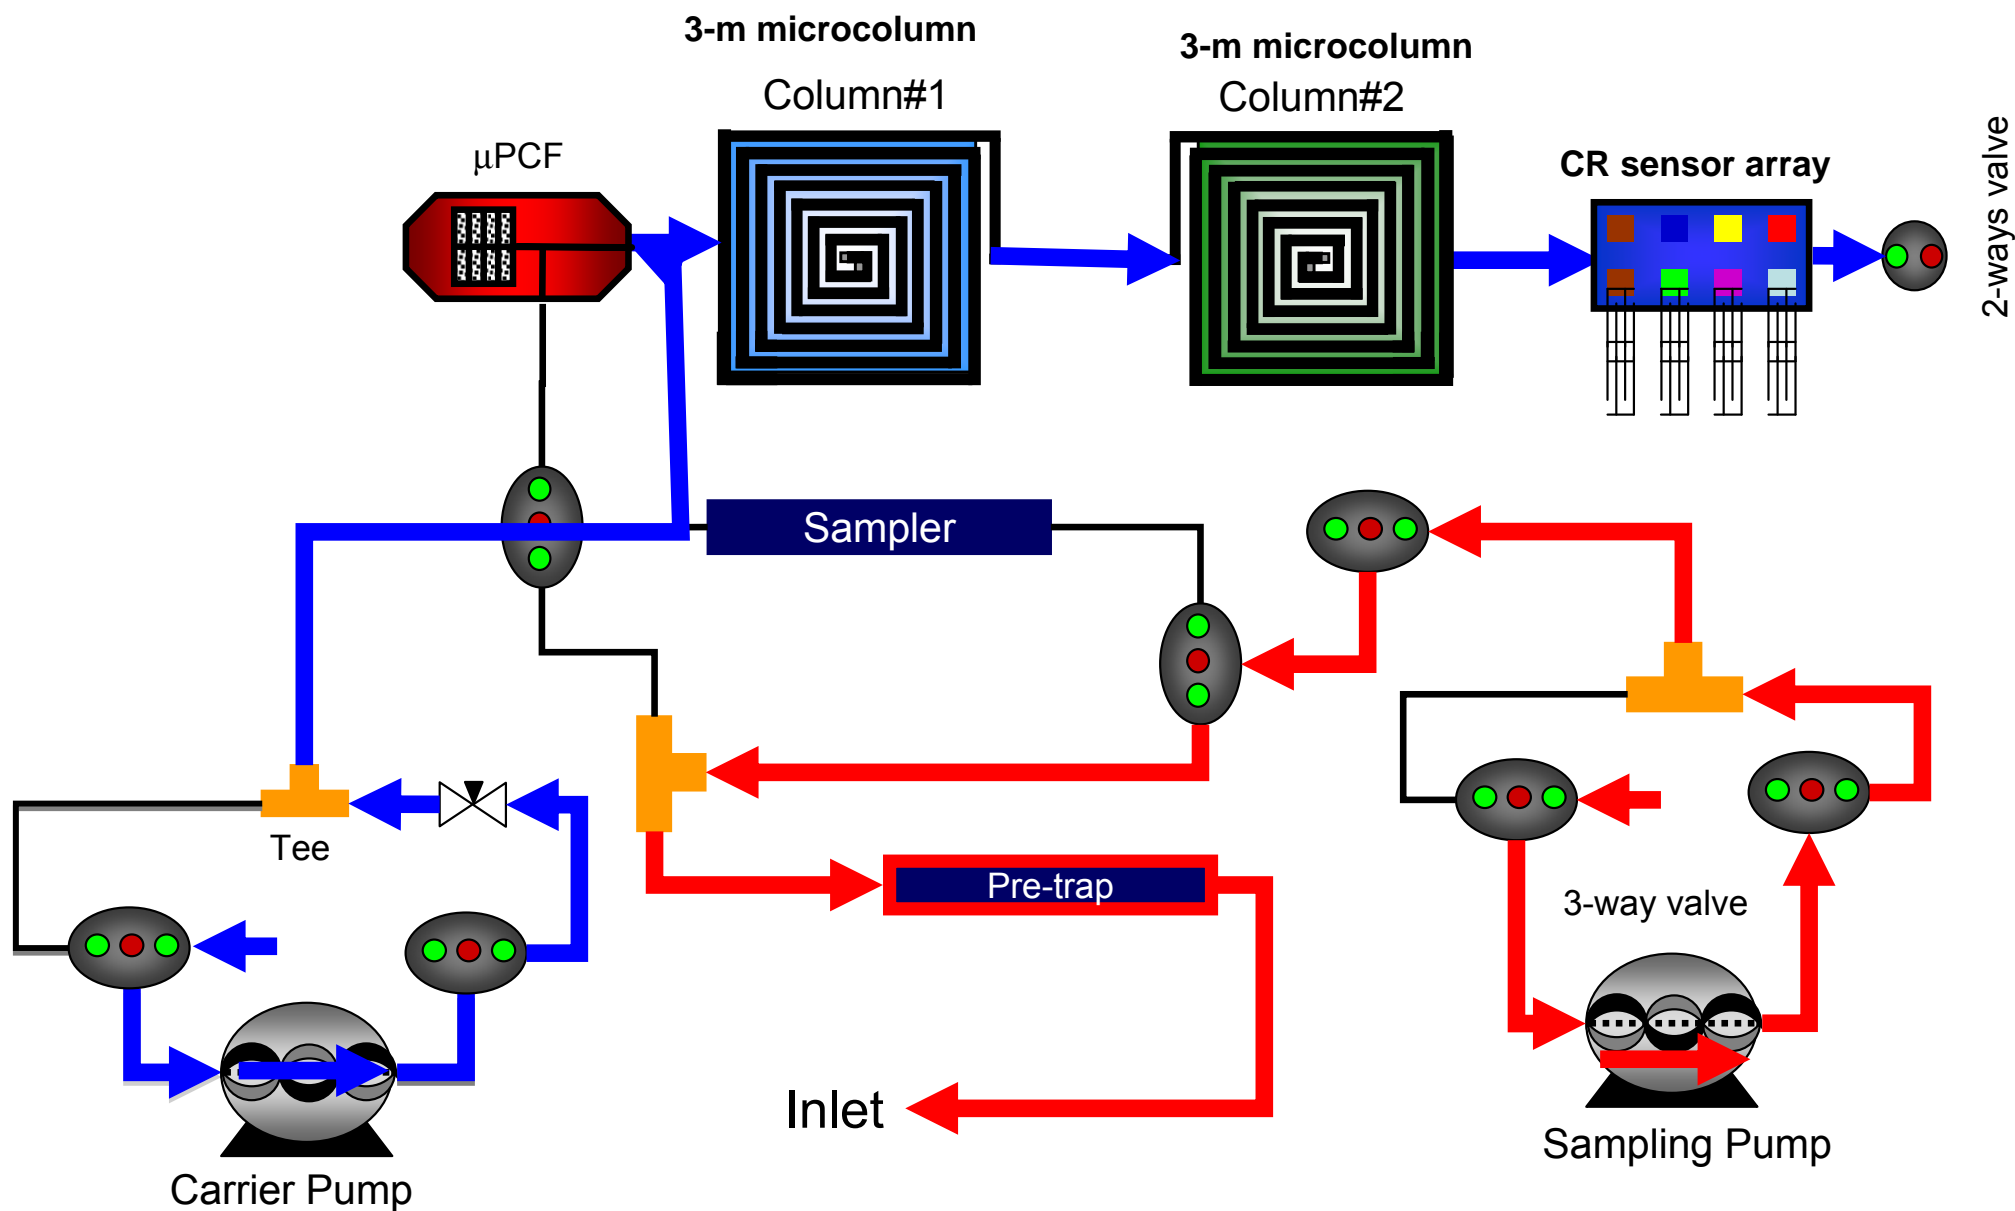 3-m microcolumn
Column#1
3-m microcolumn
Column#2
μPCF
CR sensor array
2-ways valve
Sampler
Tee
Pre-trap
3-way valve
Inlet
Sampling Pump
Carrier Pump